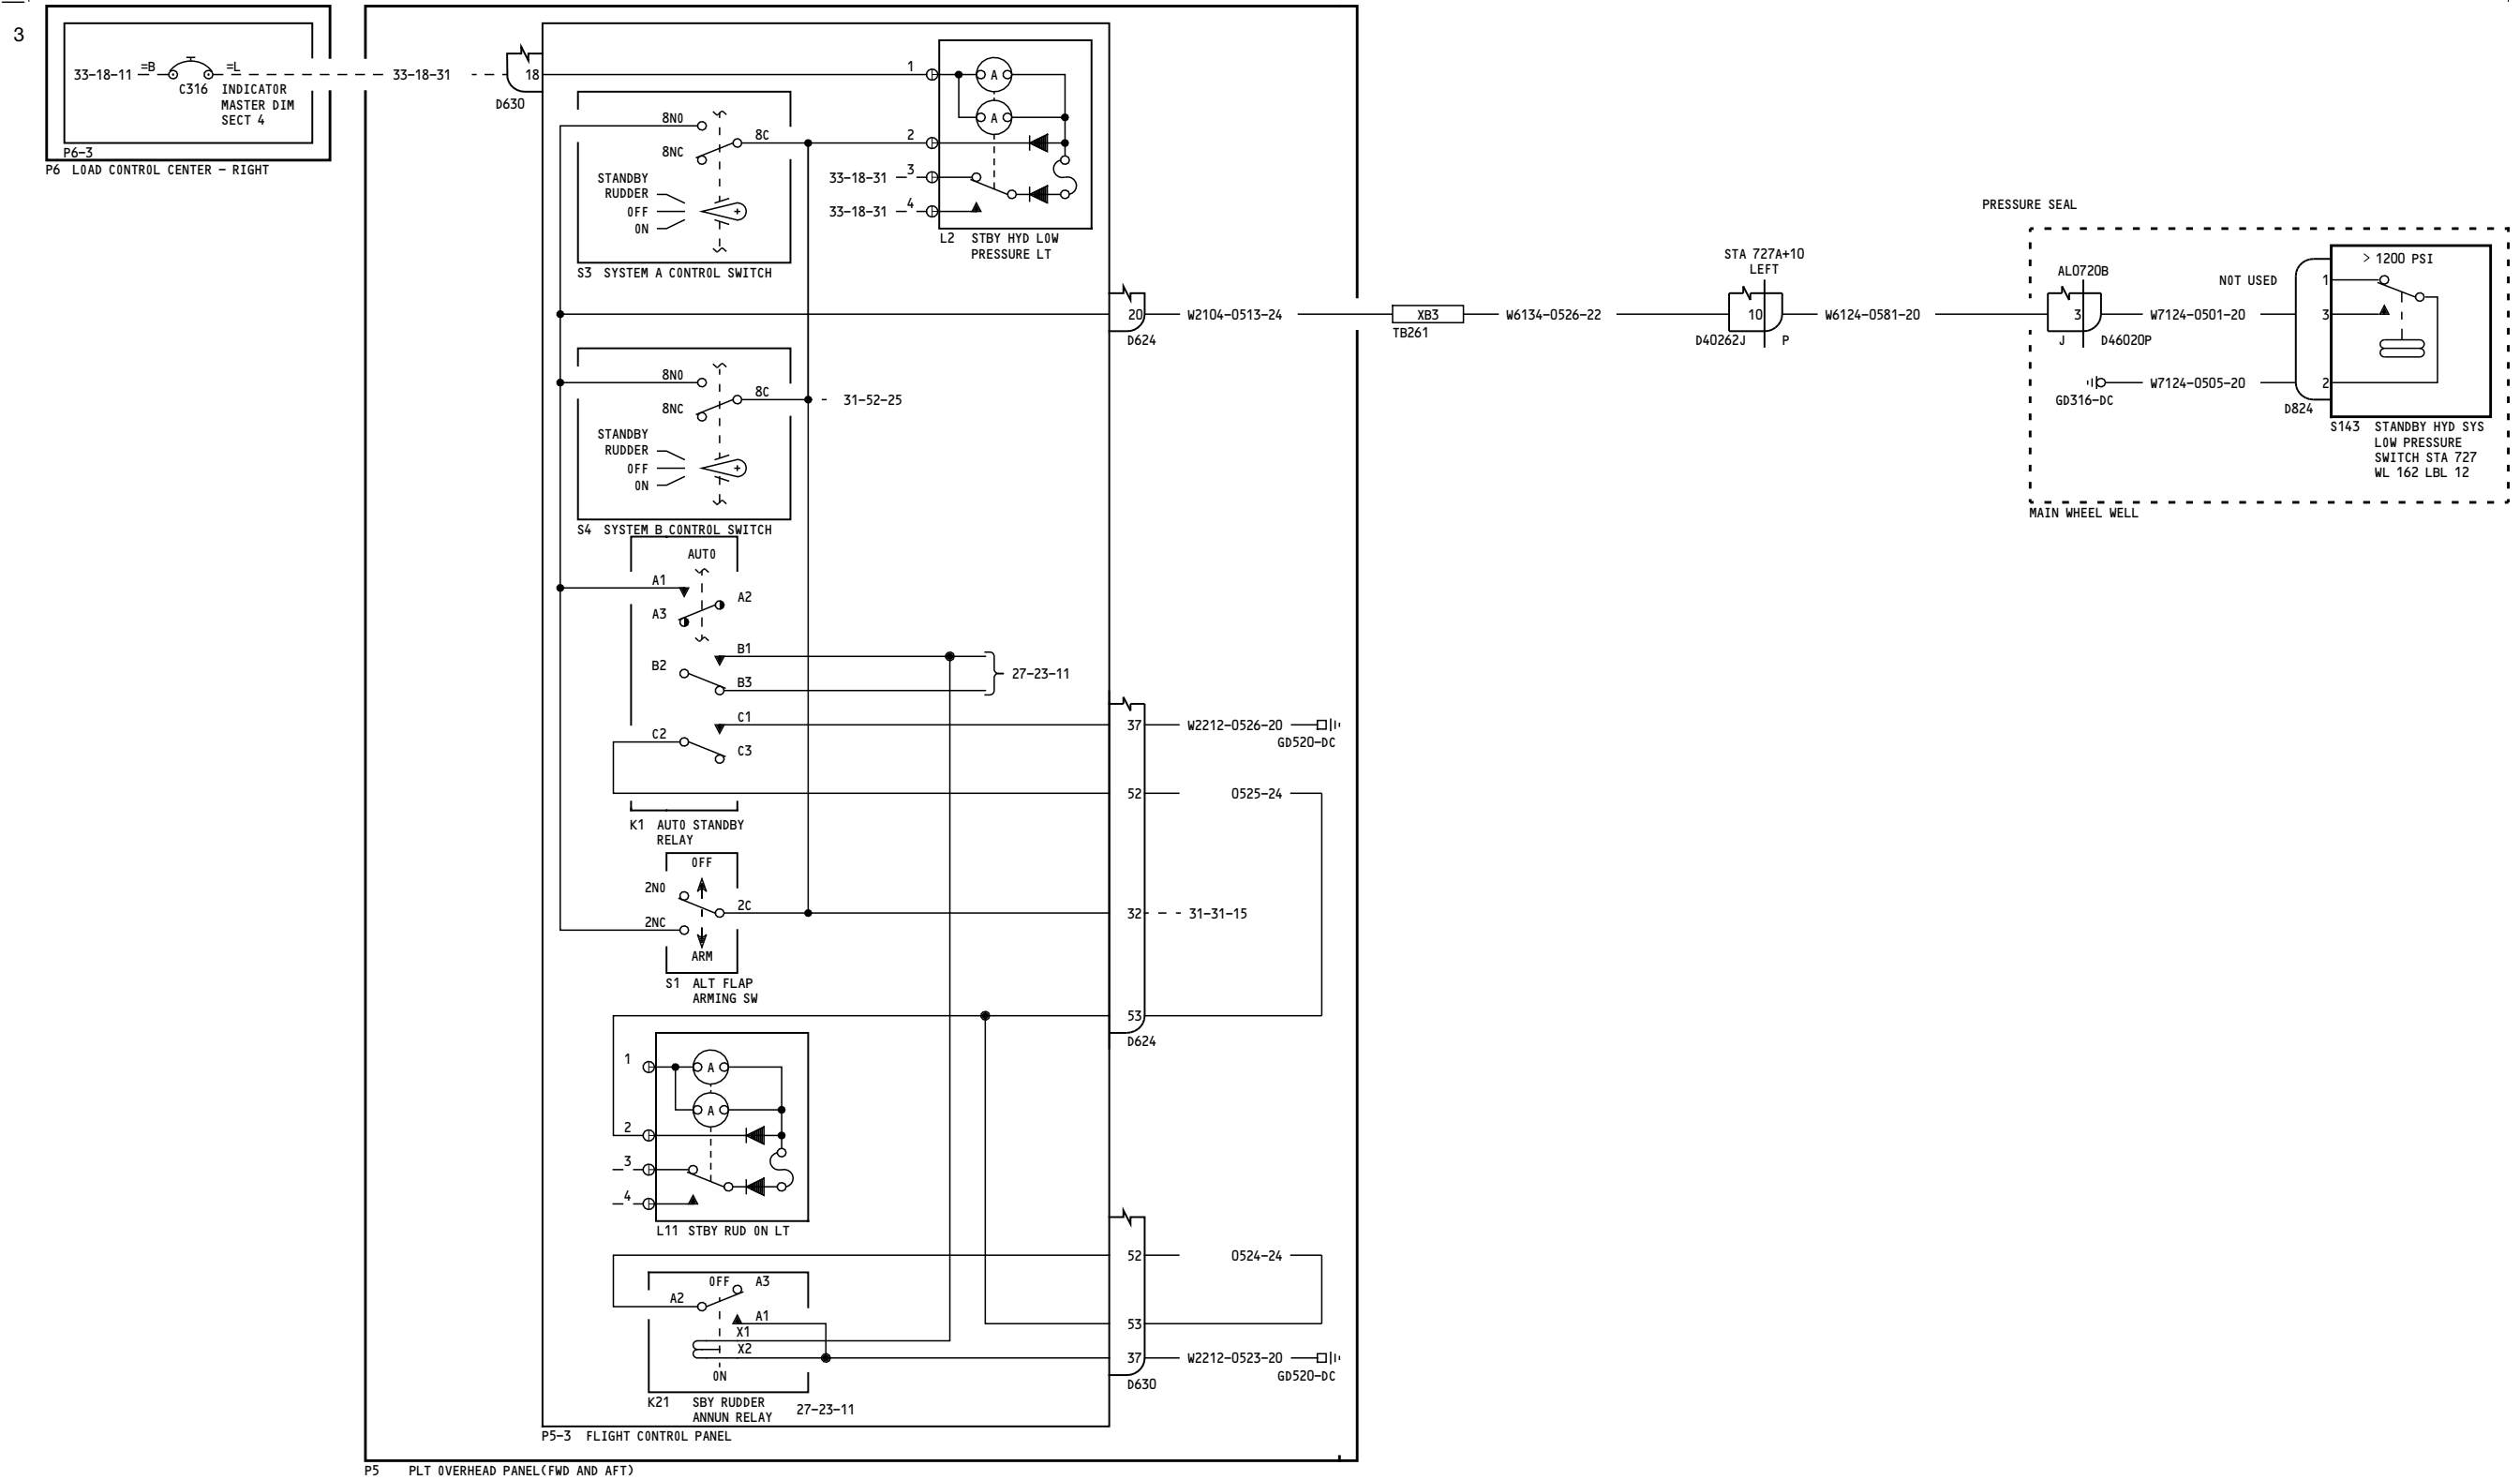 3
33-18-11
=B
=L
C316 INDICATOR
MASTER DIM
SECT 4
P6-3
P6 LOAD CONTROL CENTER - RIGHT
33-18-31
18
D630
8NO
8C
8NC
STANDBY
RUDDER
OFF
ON
S3 SYSTEM A CONTROL SWITCH
1
2
33-18-31
3
33-18-31
4
A
A
L2 STBY HYD LOW
PRESSURE LT
20
D624
W2104-0513-24
XB3
TB261
W6134-0526-22
STA 727A+10
LEFT
10
D40262J
P
W6124-0581-20
PRESSURE SEAL
AL0720B
3
J
D46020P
W7124-0501-20
NOT USED
GD316-DC
W7124-0505-20
1
3
2
D824
> 1200 PSI
S143 STANDBY HYD SYS
LOW PRESSURE
SWITCH STA 727
WL 162 LBL 12
MAIN WHEEL WELL
8NO
8C
8NC
31-52-25
STANDBY
RUDDER
OFF
ON
S4 SYSTEM B CONTROL SWITCH
AUTO
A1
A2
A3
B1
B2
B3
27-23-11
C1
C2
C3
37
W2212-0526-20
GD520-DC
52
0525-24
K1 AUTO STANDBY
RELAY
OFF
2NO
2C
2NC
ARM
S1 ALT FLAP
ARMING SW
32
31-31-15
53
D624
1
2
3
4
A
A
L11 STBY RUD ON LT
52
0524-24
OFF
A3
A2
A1
X1
X2
ON
53
37
W2212-0523-20
GD520-DC
D630
K21 SBY RUDDER
ANNUN RELAY
27-23-11
P5-3 FLIGHT CONTROL PANEL
P5 PLT OVERHEAD PANEL(FWD AND AFT)